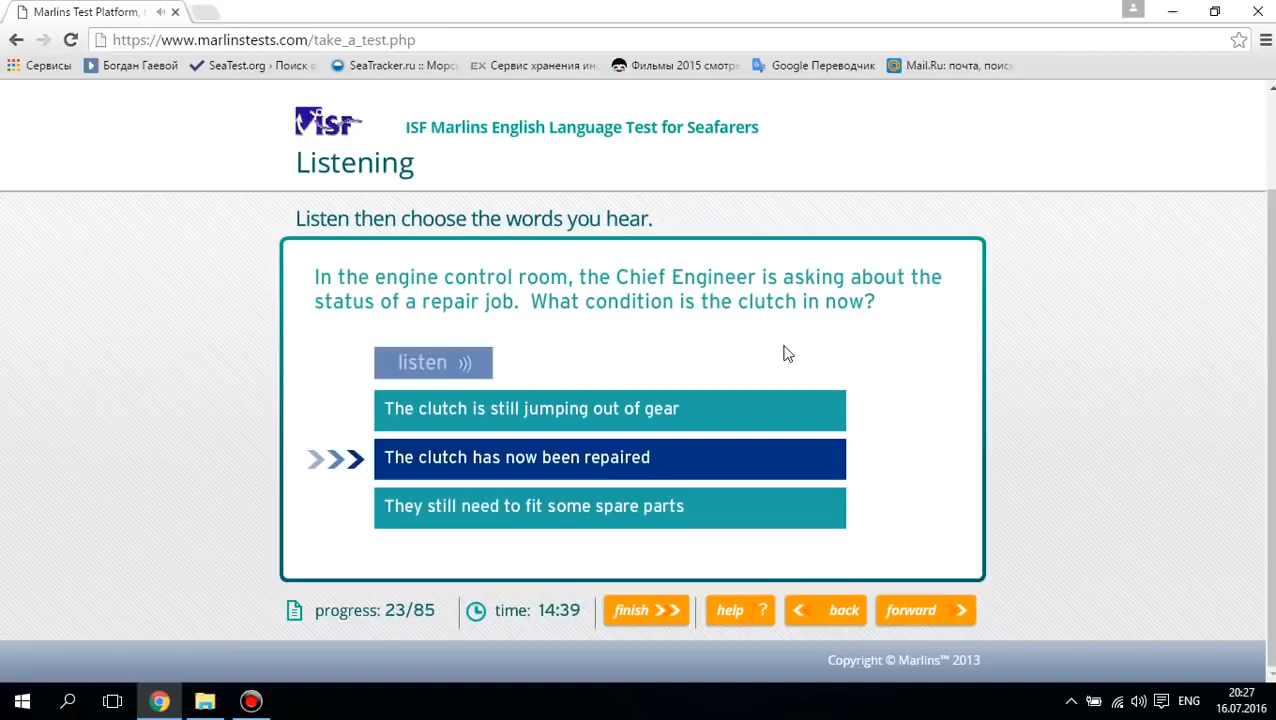 Marlins Test Platform, t
https://www.marlinstests.com/take_a_test.php
Сервисы
Богдан Гаевой
SeaTest.org › Поиск
SeaTracker.ru :: Морс
EX Сервис хранения
Фильмы 2015 смотр
Google Переводчик
Mail.Ru: почта, поиск
ISF
ISF Marlins English Language Test for Seafarers
Listening
Listen then choose the words you hear.
In the engine control room, the Chief Engineer is asking about the
status of a repair job. What condition is the clutch in now?
listen
The clutch is still jumping out of gear
The clutch has now been repaired
They still need to fit some spare parts
progress: 23/85
time: 14:39
finish
help ?
back
forward
Copyright © Marlins™ 2013
ENG
20:27
16.07.2016